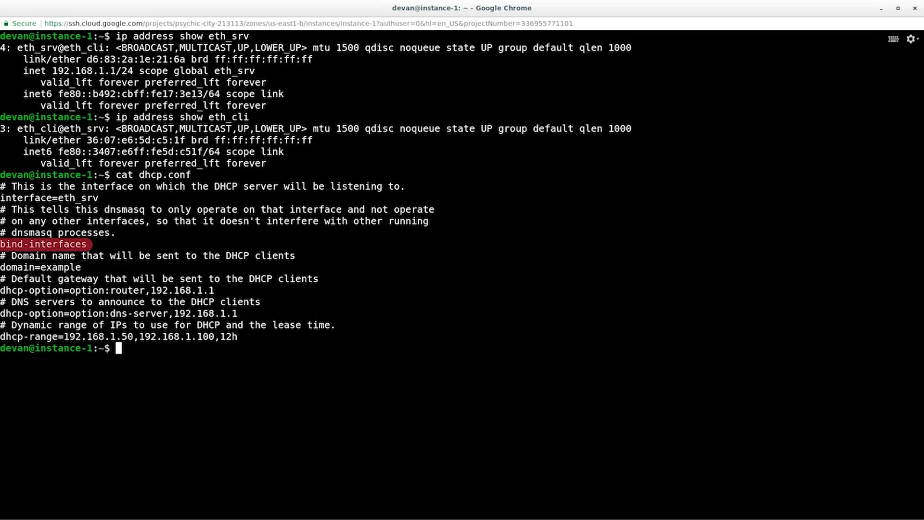 devan@instance-1: ~ - Google Chrome
Secure https://ssh.cloud.google.com/projects/psychic-city-213113/zones/us-east1-b/instances/instance-1?authuser=0&hl=en_US&projectNumber=336955771101
devan@instance-1:~$ ip address show eth_srv
4: eth_srv@eth_cli: <BROADCAST,MULTICAST,UP,LOWER_UP> mtu 1500 qdisc noqueue state UP group default qlen 1000
    link/ether d6:83:2a:1e:21:6a brd ff:ff:ff:ff:ff:ff
    inet 192.168.1.1/24 scope global eth_srv
       valid_lft forever preferred_lft forever
    inet6 fe80::b492:cbff:fe17:3e13/64 scope link
       valid_lft forever preferred_lft forever
devan@instance-1:~$ ip address show eth_cli
3: eth_cli@eth_srv: <BROADCAST,MULTICAST,UP,LOWER_UP> mtu 1500 qdisc noqueue state UP group default qlen 1000
    link/ether 36:07:e6:5d:c5:1f brd ff:ff:ff:ff:ff:ff
    inet6 fe80::3407:e6ff:fe5d:c51f/64 scope link
       valid_lft forever preferred_lft forever
devan@instance-1:~$ cat dhcp.conf
# This is the interface on which the DHCP server will be listening to.
interface=eth_srv
# This tells this dnsmasq to only operate on that interface and not operate
# on any other interfaces, so that it doesn't interfere with other running
# dnsmasq processes.
bind-interfaces
# Domain name that will be sent to the DHCP clients
domain=example
# Default gateway that will be sent to the DHCP clients
dhcp-option=option:router,192.168.1.1
# DNS servers to announce to the DHCP clients
dhcp-option=option:dns-server,192.168.1.1
# Dynamic range of IPs to use for DHCP and the lease time.
dhcp-range=192.168.1.50,192.168.1.100,12h
devan@instance-1:~$